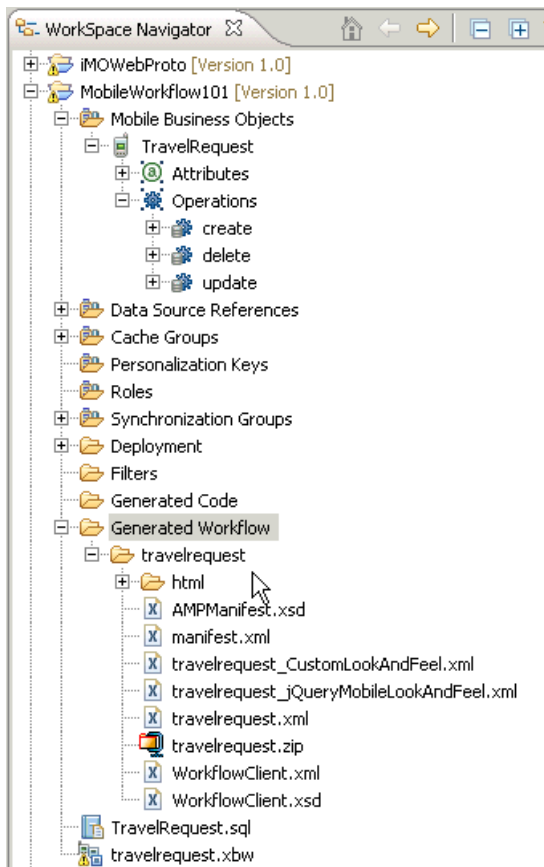 WorkSpace Navigator
iMOWebProto [Version 1.0]
MobileWorkflow101 [Version 1.0]
Mobile Business Objects
TravelRequest
Attributes
Operations
create
delete
update
Data Source References
Cache Groups
Personalization Keys
Roles
Synchronization Groups
Deployment
Filters
Generated Code
Generated Workflow
travelrequest
html
AMPManifest.xsd
manifest.xml
travelrequest_CustomLookAndFeel.xml
travelrequest_jQueryMobileLookAndFeel.xml
travelrequest.xml
travelrequest.zip
WorkflowClient.xml
WorkflowClient.xsd
TravelRequest.sql
travelrequest.xbw